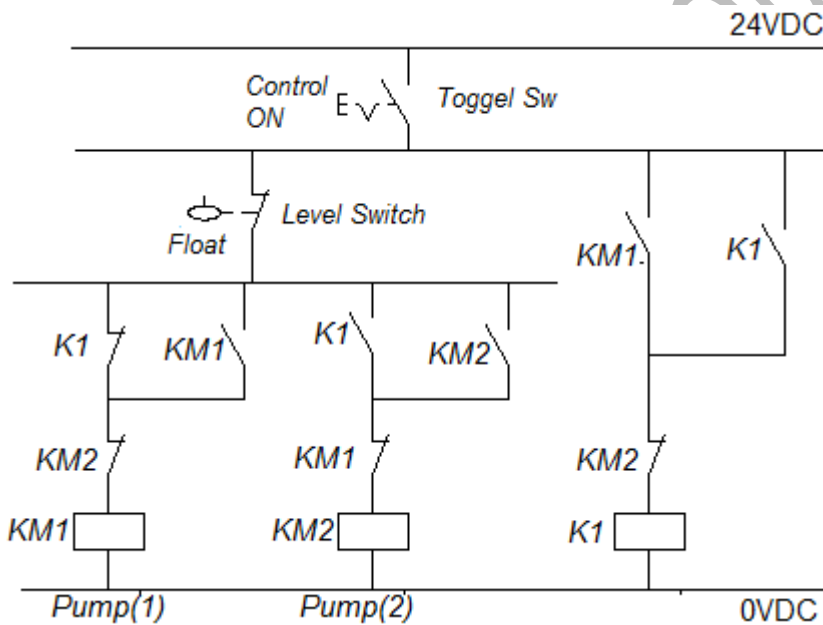 24VDC
Control
ON
E
Toggel Sw
Level Switch
Float
KM1
K1
K1
KM1
K1
KM2
KM2
KM1
KM2
KM1
KM2
K1
Pump(1)
Pump(2)
0VDC